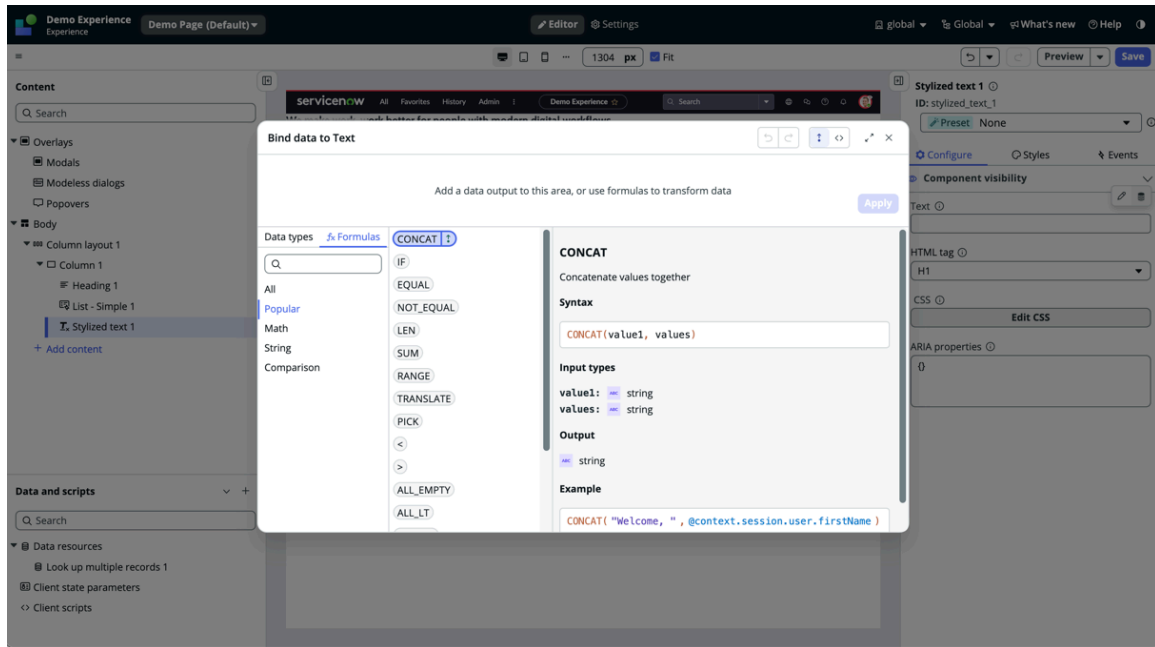 Demo Experience
Experience
Demo Page (Default)
Editor
Settings
global
Global
What's new
Help
1304 px
Fit
Preview
Save
Content
Search
Overlays
Modals
Modeless dialogs
Popovers
Body
Column layout 1
Column 1
Heading 1
List - Simple 1
Stylized text 1
+ Add content
Data and scripts
Search
Data resources
Look up multiple records 1
Client state parameters
Client scripts
servicenow All Favorites History Admin Demo Experience Search
Bind data to Text
Add a data output to this area, or use formulas to transform data
Apply
Data types
fx Formulas
All
Popular
Math
String
Comparison
CONCAT
IF
EQUAL
NOT_EQUAL
LEN
SUM
RANGE
TRANSLATE
PICK
<
>
ALL_EMPTY
ALL_LT
CONCAT
Concatenate values together
Syntax
CONCAT(value1, values)
Input types
value1: ABC string
values: ABC string
Output
ABC string
Example
CONCAT( "Welcome, " , @context.session.user.firstName )
Stylized text 1
ID: stylized_text_1
Preset None
Configure
Styles
Events
Component visibility
Text
HTML tag
H1
CSS
Edit CSS
ARIA properties
{}